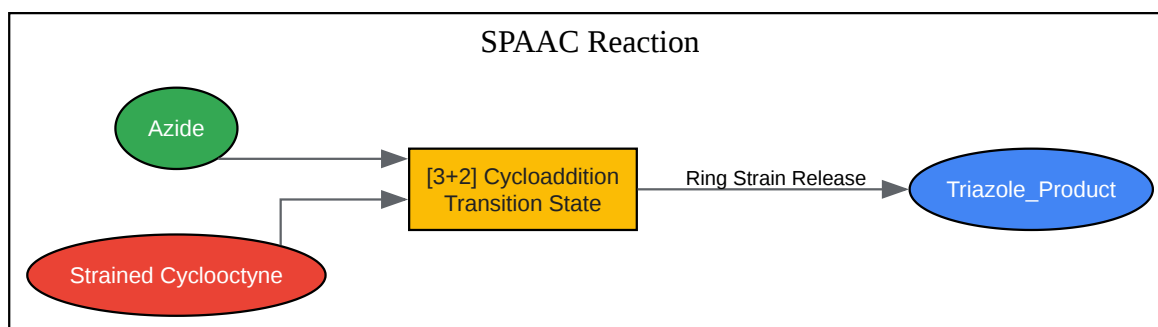 SPAAC Reaction
Azide
[3+2] Cycloaddition
Transition State
Ring Strain Release
Triazole_Product
Strained Cyclooctyne